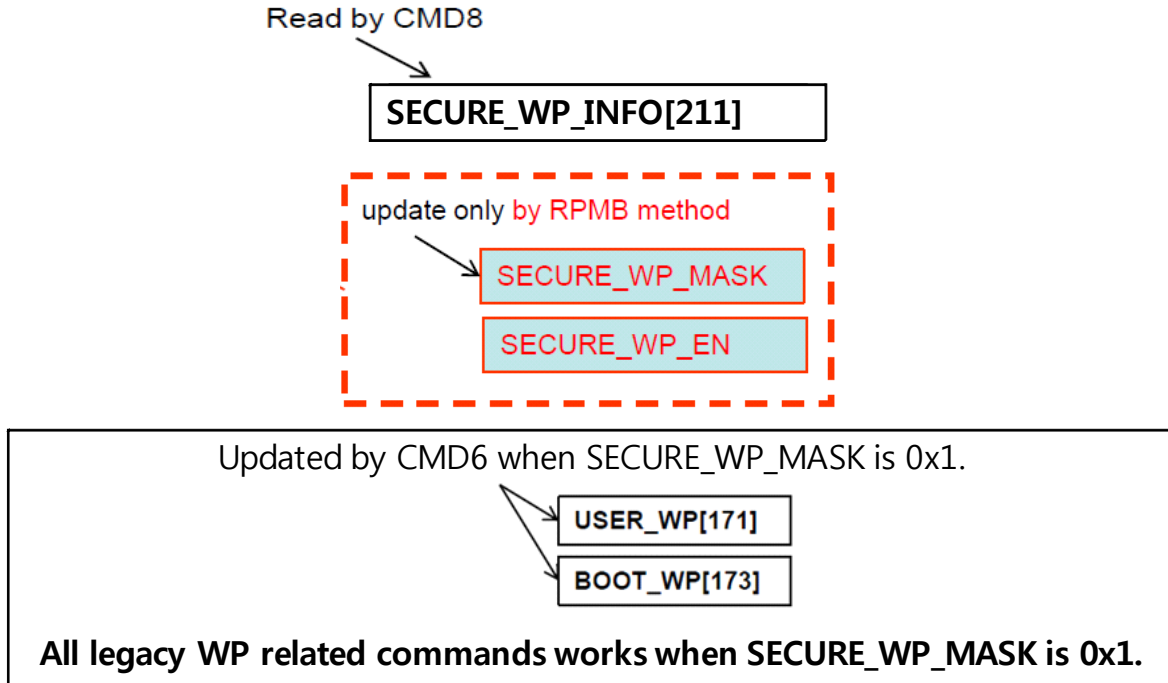 Read by CMD8
SECURE_WP_INFO[211]
update only by RPMB method
SECURE_WP_MASK
SECURE_WP_EN
Updated by CMD6 when SECURE_WP_MASK is 0x1.
USER_WP[171]
BOOT_WP[173]
All legacy WP related commands works when SECURE_WP_MASK is 0x1.